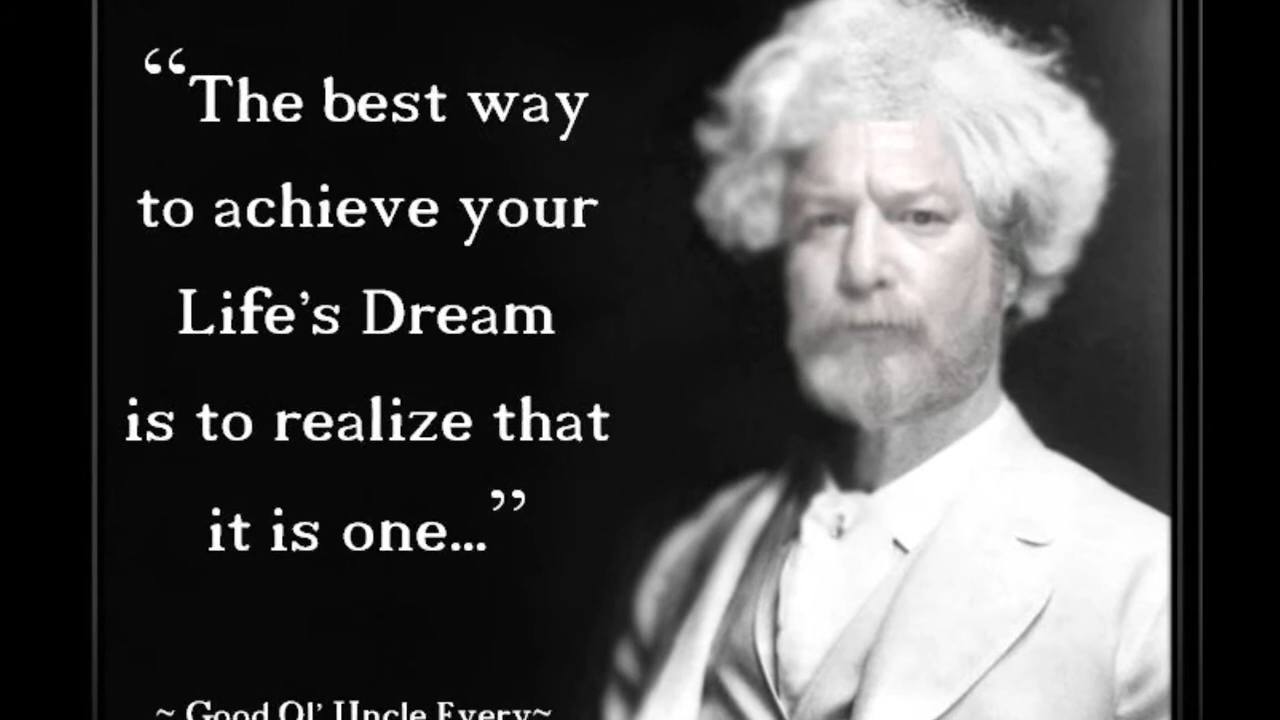 “The best way
to achieve your
Life’s Dream
is to realize that
it is one...”
~ Good Ol’ Uncle Every~